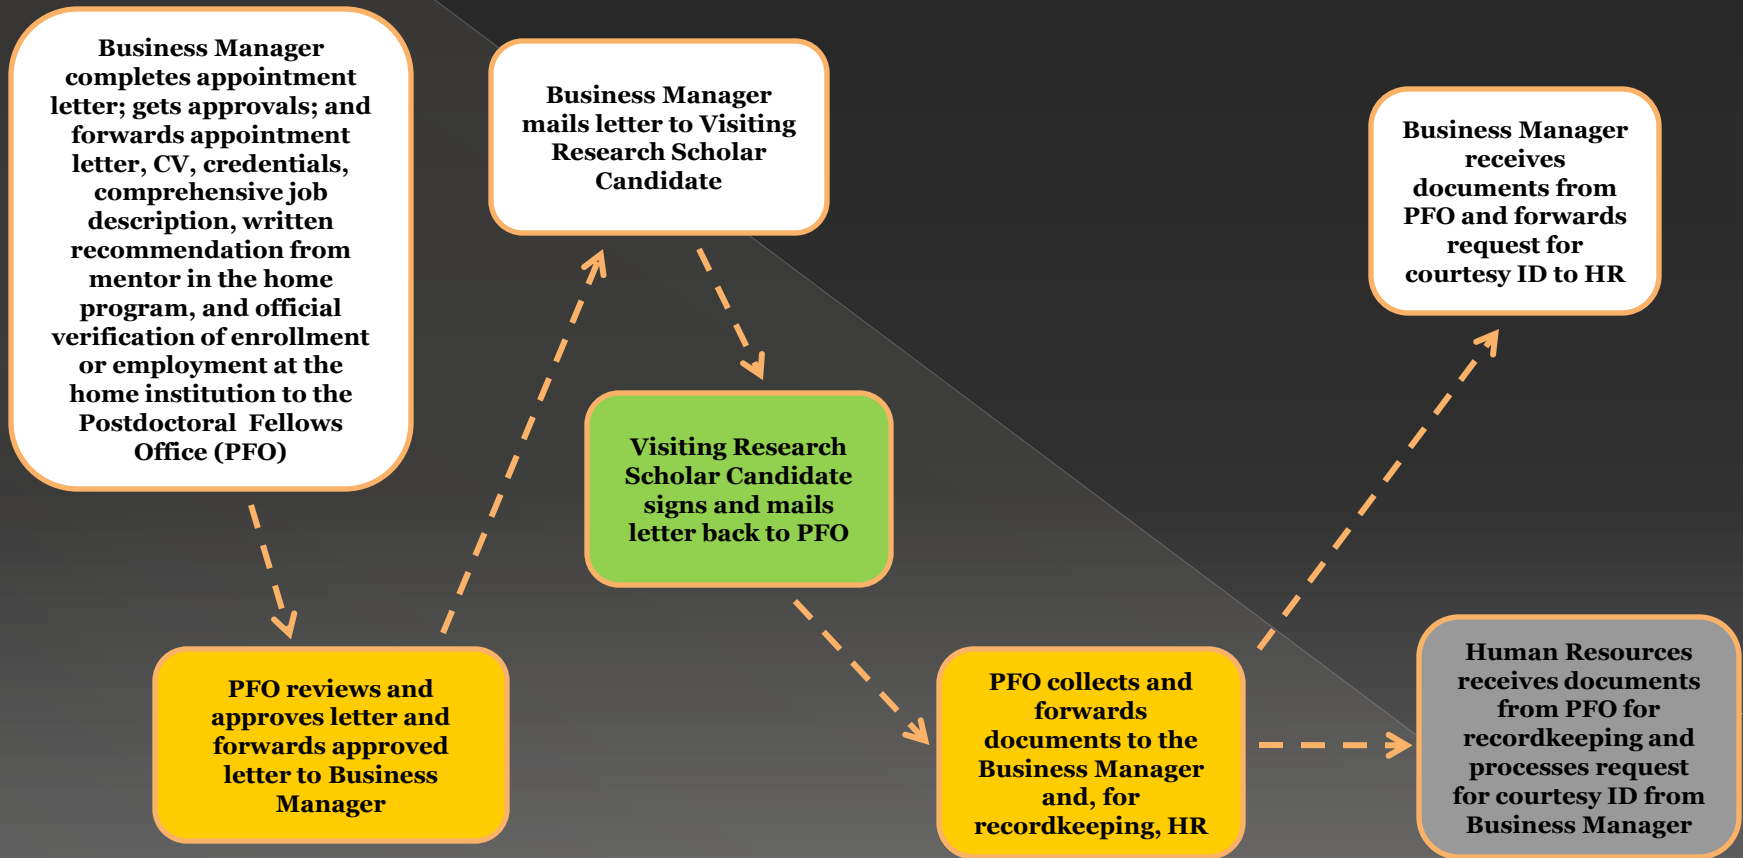 Business Manager
completes appointment
letter; gets approvals; and
forwards appointment
letter, CV, credentials,
comprehensive job
description, written
recommendation from
mentor in the home
program, and official
verification of enrollment
or employment at the
home institution to the
Postdoctoral Fellows
Office (PFO)
PFO reviews and
approves letter and
forwards approved
letter to Business
Manager
Business Manager
mails letter to Visiting
Research Scholar
Candidate
Visiting Research
Scholar Candidate
signs and mails
letter back to PFO
PFO collects and
forwards
documents to the
Business Manager
and, for
recordkeeping, HR
Business Manager
receives
documents from
PFO and forwards
request for
courtesy ID to HR
Human Resources
receives documents
from PFO for
recordkeeping and
processes request
for courtesy ID from
Business Manager